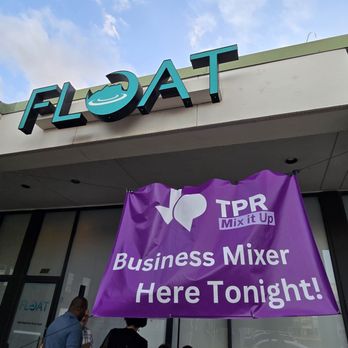 FLOAT
TPR
Mix it Up
Business Mixer
Here Tonight!
FLOAT